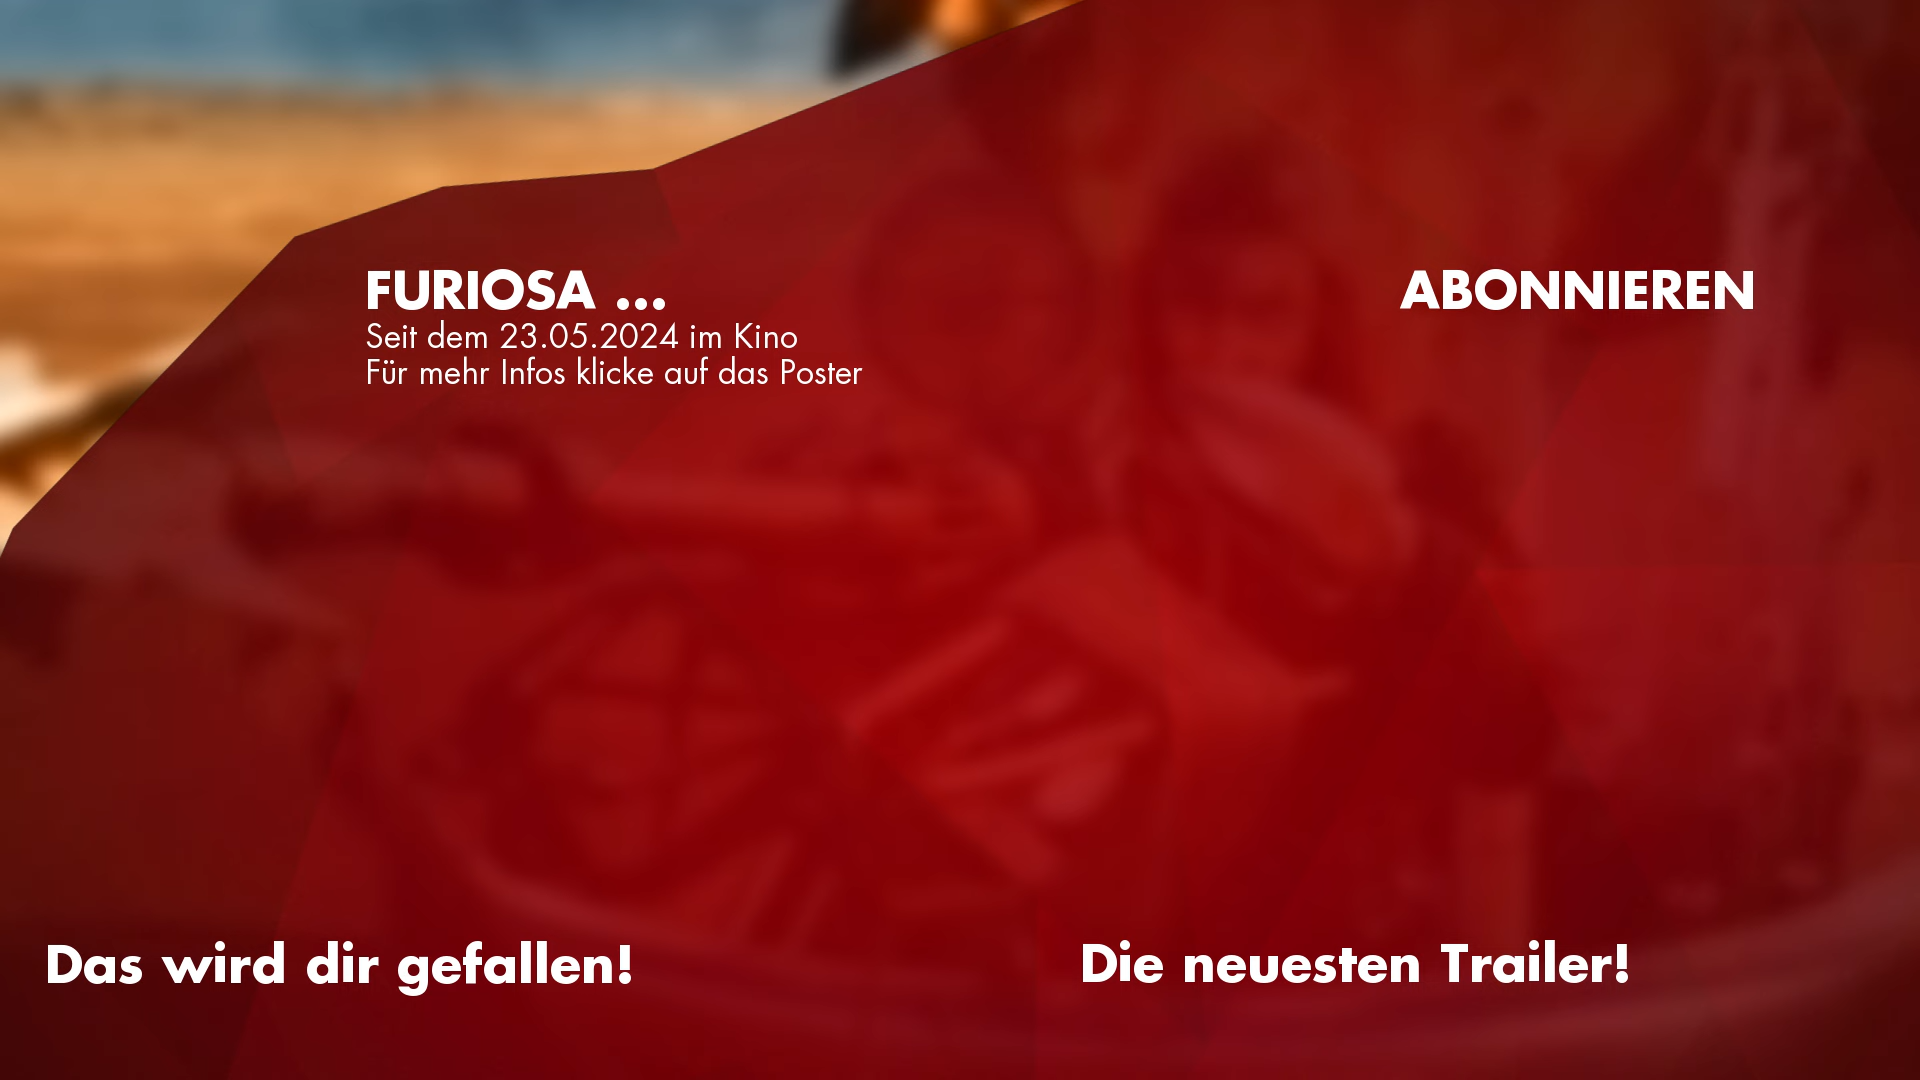 FURIOSA ...
Seit dem 23.05.2024 im Kino
Für mehr Infos klicke auf das Poster
ABONNIEREN
Das wird dir gefallen!
Die neuesten Trailer!